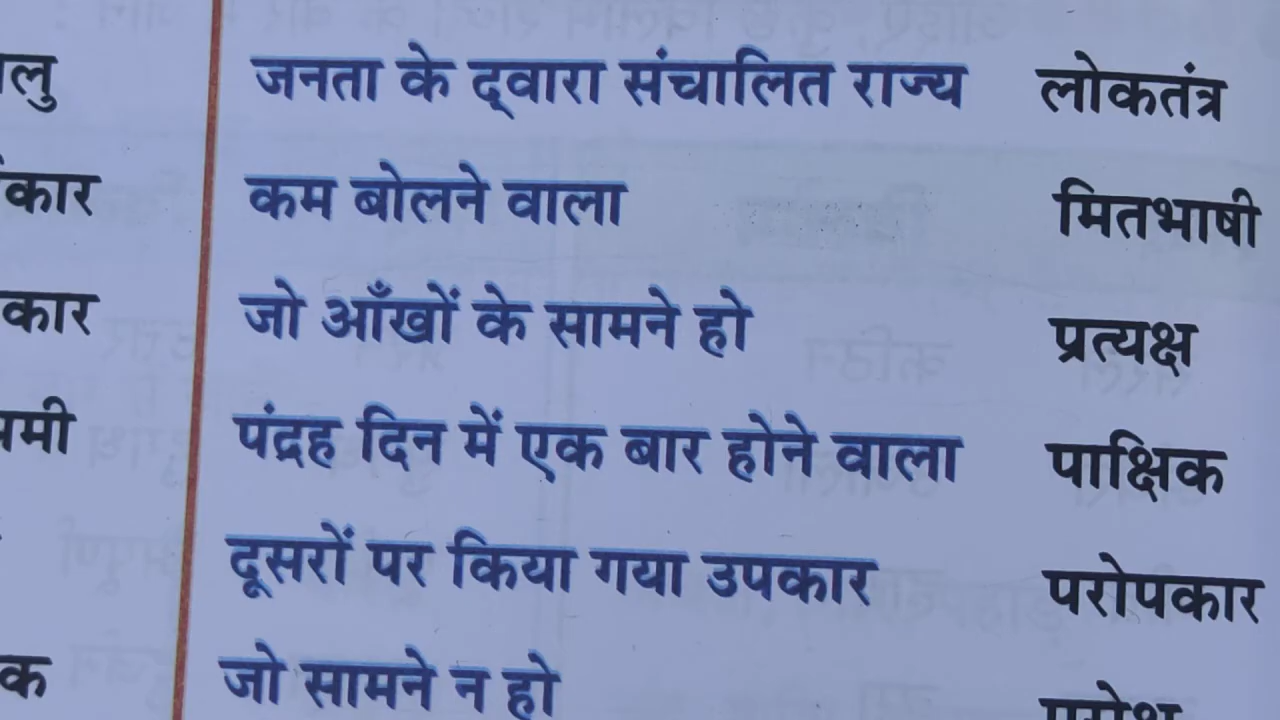 जनता के द्वारा संचालित राज्य लोकतंत्र
कम बोलने वाला मितभाषी
कार जो आँखों के सामने हो प्रत्यक्ष
पंद्रह दिन में एक बार होने वाला पाक्षिक
दूसरों पर किया गया उपकार परोपकार
जो सामने न हो